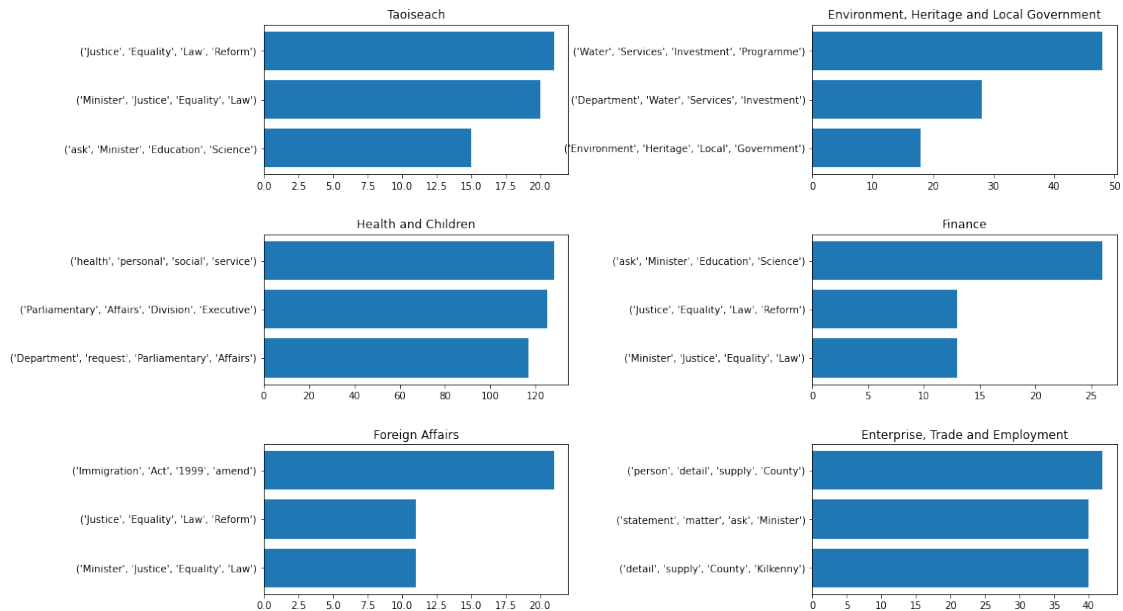 Taoiseach
('Justice', 'Equality', 'Law', 'Reform')
('Minister', 'Justice', 'Equality', 'Law')
('ask', 'Minister', 'Education', 'Science')
0.0 2.5 5.0 7.5 10.0 12.5 15.0 17.5 20.0
Environment, Heritage and Local Government
('Water', 'Services', 'Investment', 'Programme')
('Department', 'Water', 'Services', 'Investment')
('Environment', 'Heritage', 'Local', 'Government')
0 10 20 30 40 50
Health and Children
('health', 'personal', 'social', 'service')
('Parliamentary', 'Affairs', 'Division', 'Executive')
('Department', 'request', 'Parliamentary', 'Affairs')
0 20 40 60 80 100 120
Finance
('ask', 'Minister', 'Education', 'Science')
('Justice', 'Equality', 'Law', 'Reform')
('Minister', 'Justice', 'Equality', 'Law')
0 5 10 15 20 25
Foreign Affairs
('Immigration', 'Act', '1999', 'amend')
('Justice', 'Equality', 'Law', 'Reform')
('Minister', 'Justice', 'Equality', 'Law')
0.0 2.5 5.0 7.5 10.0 12.5 15.0 17.5 20.0
Enterprise, Trade and Employment
('person', 'detail', 'supply', 'County')
('statement', 'matter', 'ask', 'Minister')
('detail', 'supply', 'County', 'Kilkenny')
0 5 10 15 20 25 30 35 40